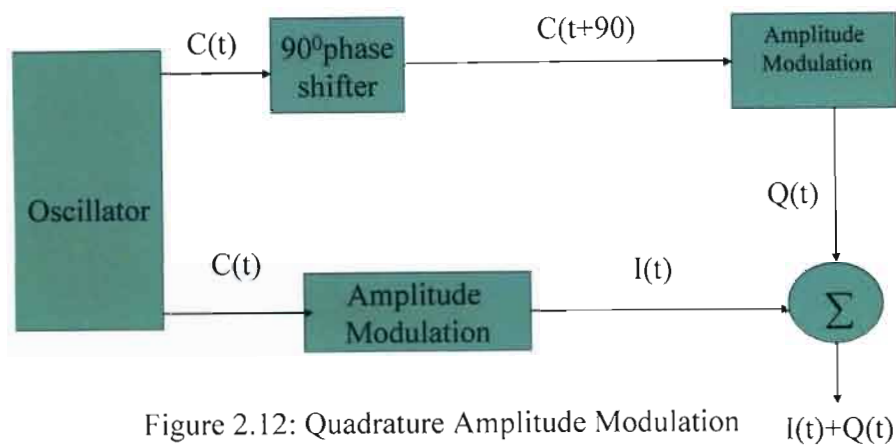 C(t)
90⁰phase
shifter
C(t+90)
Amplitude
Modulation
Oscillator
Q(t)
C(t)
Amplitude
Modulation
I(t)
Σ
Figure 2.12: Quadrature Amplitude Modulation
I(t)+Q(t)